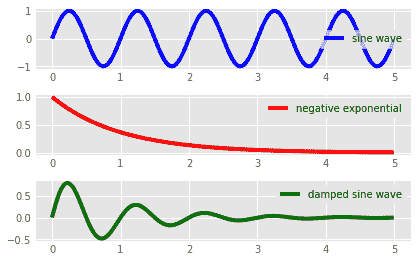 1
0
−1
sine wave
0 1 2 3 4 5
1.0
0.5
0.0
negative exponential
0 1 2 3 4 5
0.5
0.0
−0.5
damped sine wave
0 1 2 3 4 5